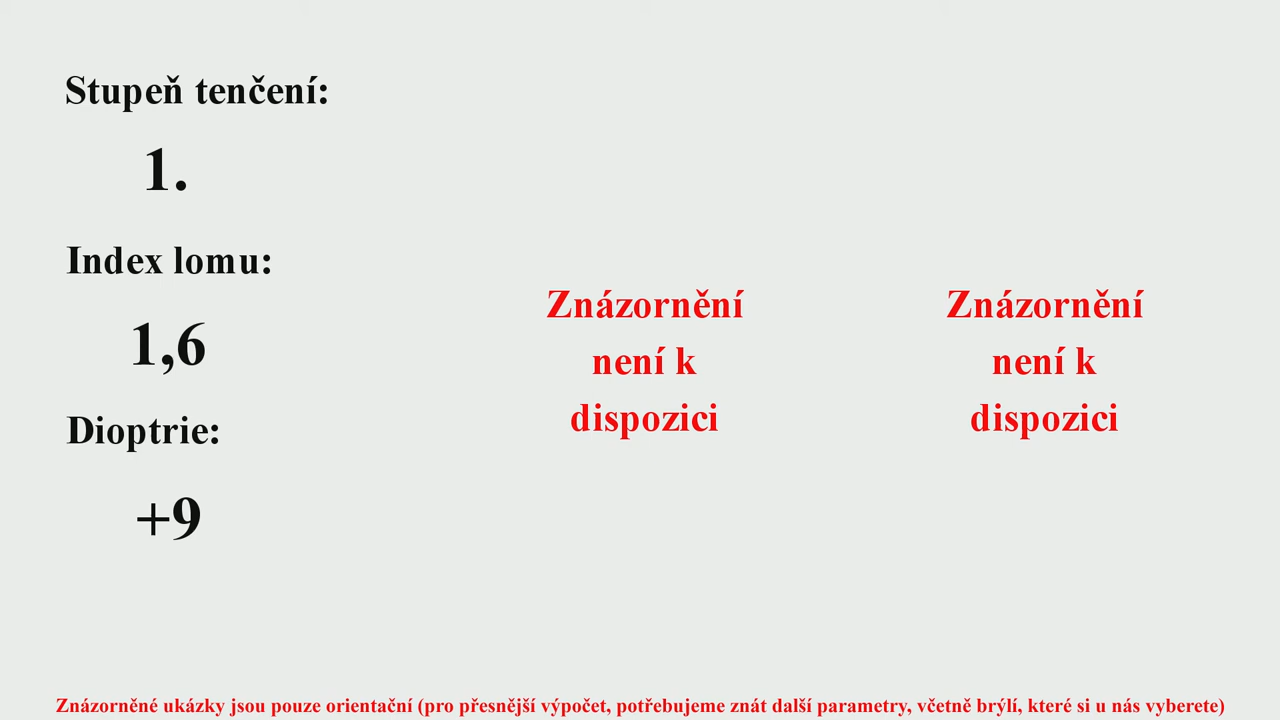 Stupeň tenčení:
1.
Index lomu:
1,6
Dioptrie:
+9
Znázornění
není k
dispozici
Znázornění
není k
dispozici
Znázorněné ukázky jsou pouze orientační (pro přesnější výpočet, potřebujeme znát další parametry, včetně brýlí, které si u nás vyberete)